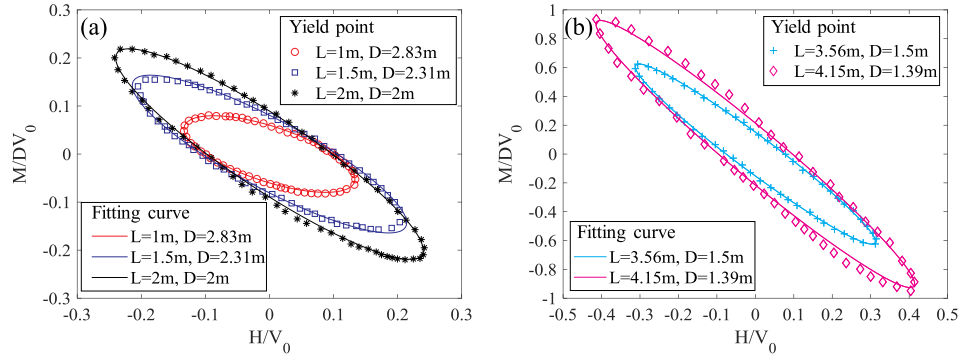 (a)
Yield point
L=1m, D=2.83m
L=1.5m, D=2.31m
L=2m, D=2m
Fitting curve
L=1m, D=2.83m
L=1.5m, D=2.31m
L=2m, D=2m
M/DV0
0.3
0.2
0.1
0
-0.1
-0.2
-0.3
-0.3 -0.2 -0.1 0 0.1 0.2 0.3
H/V0
(b)
Yield point
L=3.56m, D=1.5m
L=4.15m, D=1.39m
Fitting curve
L=3.56m, D=1.5m
L=4.15m, D=1.39m
M/DV0
1
0.8
0.6
0.4
0.2
0
-0.2
-0.4
-0.6
-0.8
-1
-0.5 -0.4 -0.3 -0.2 -0.1 0 0.1 0.2 0.3 0.4 0.5
H/V0